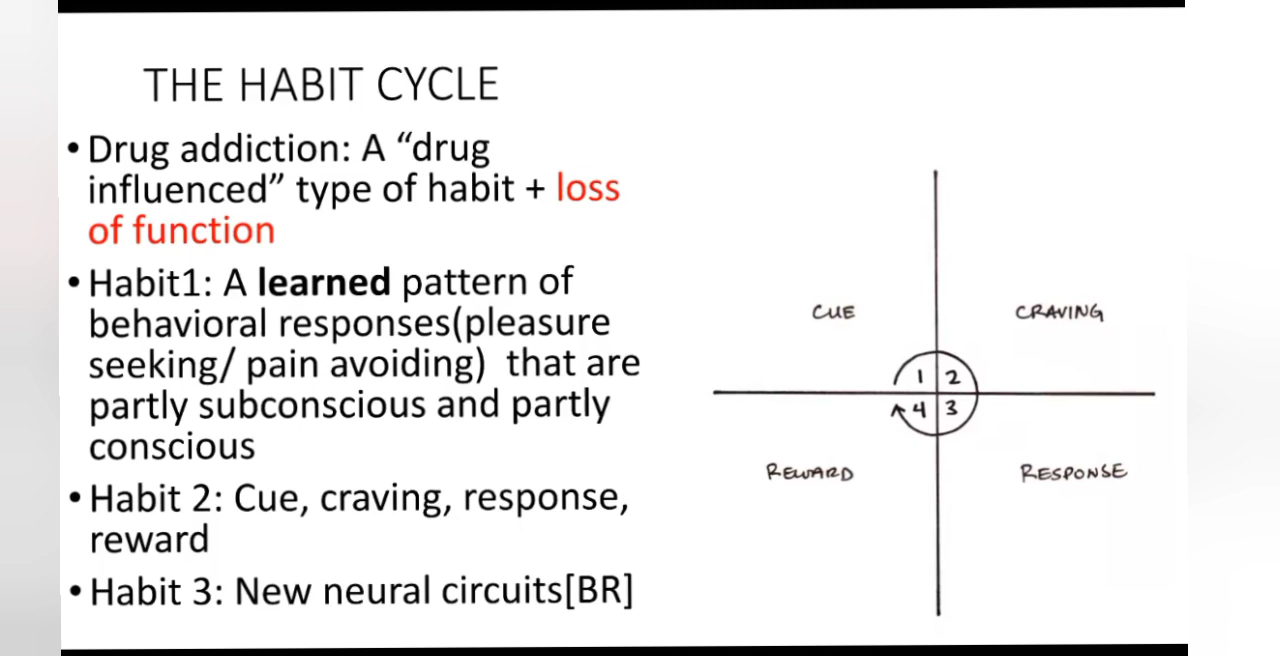 THE HABIT CYCLE
• Drug addiction: A “drug
influenced” type of habit + loss
of function
• Habit1: A learned pattern of
behavioral responses(pleasure
seeking/ pain avoiding)  that are
partly subconscious and partly
conscious
• Habit 2: Cue, craving, response,
reward
• Habit 3: New neural circuits[BR]
CUE
CRAVING
1 2
4 3
REWARD
RESPONSE